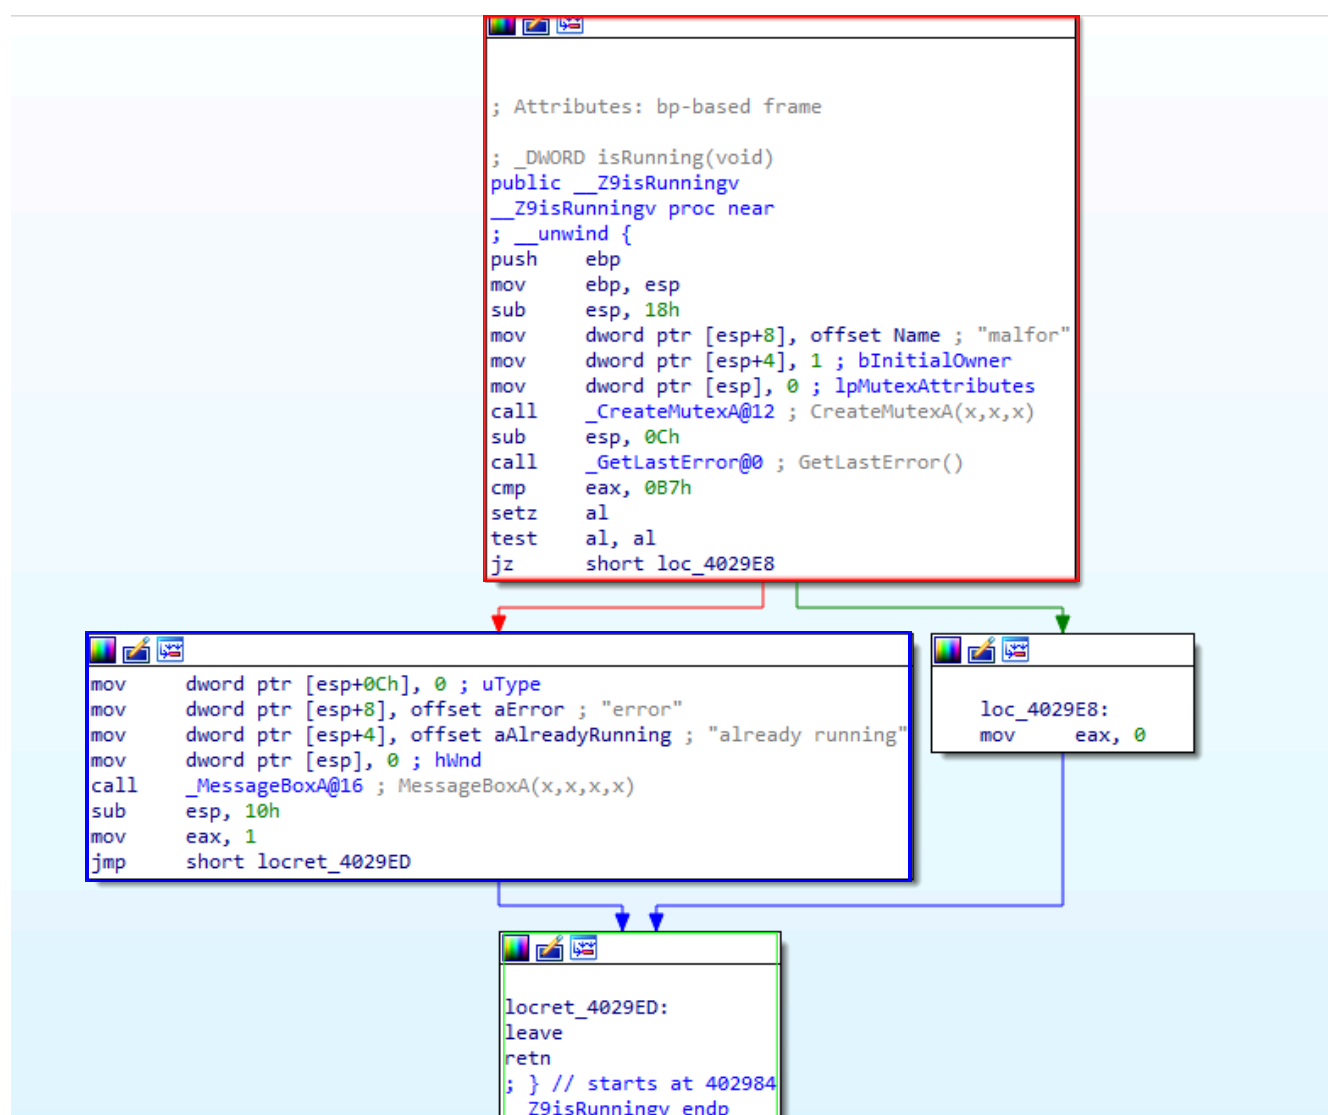 ; Attributes: bp-based frame
; _DWORD isRunning(void)
public __Z9isRunningv
__Z9isRunningv proc near
; __unwind {
push    ebp
mov     ebp, esp
sub     esp, 18h
mov     dword ptr [esp+8], offset Name ; "malfor"
mov     dword ptr [esp+4], 1 ; bInitialOwner
mov     dword ptr [esp], 0 ; lpMutexAttributes
call    _CreateMutexA@12 ; CreateMutexA(x,x,x)
sub     esp, 0Ch
call    _GetLastError@0 ; GetLastError()
cmp     eax, 0B7h
setz    al
test    al, al
jz      short loc_4029E8
mov     dword ptr [esp+0Ch], 0 ; uType
mov     dword ptr [esp+8], offset aError ; "error"
mov     dword ptr [esp+4], offset aAlreadyRunning ; "already running"
mov     dword ptr [esp], 0 ; hWnd
call    _MessageBoxA@16 ; MessageBoxA(x,x,x,x)
sub     esp, 10h
mov     eax, 1
jmp     short locret_4029ED
loc_4029E8:
mov     eax, 0
locret_4029ED:
leave
retn
; } // starts at 402984
__Z9isRunningv endp